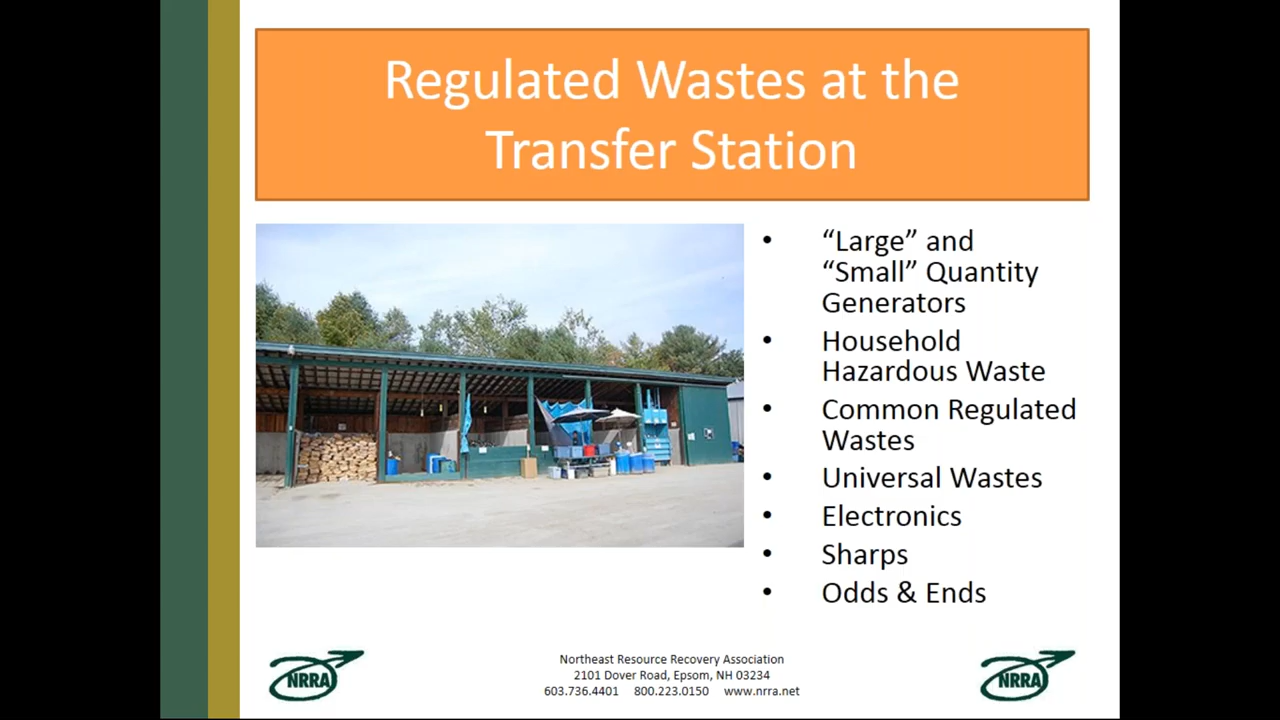 Regulated Wastes at the
Transfer Station
• “Large” and
“Small” Quantity
Generators
• Household
Hazardous Waste
• Common Regulated
Wastes
• Universal Wastes
• Electronics
• Sharps
• Odds & Ends
NRRA
Northeast Resource Recovery Association
2101 Dover Road, Epsom, NH 03234
603.736.4401 800.223.0150 www.nrra.net
NRRA